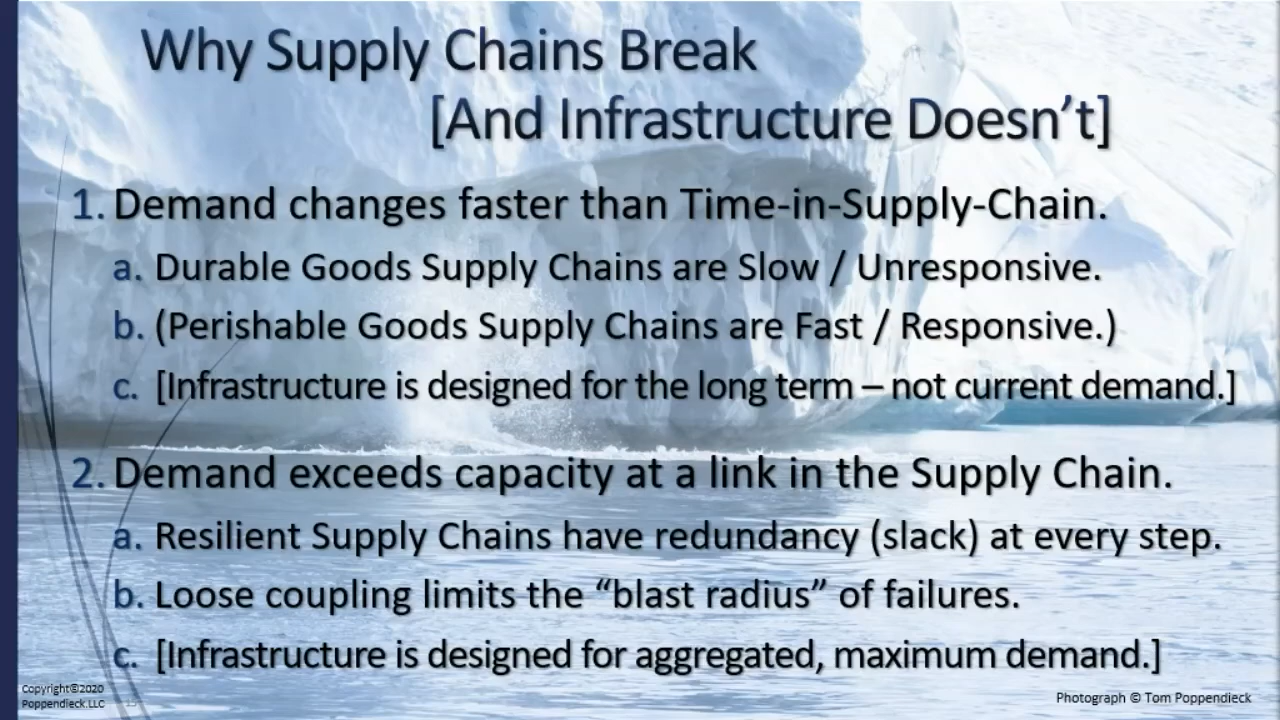 Why Supply Chains Break
[And Infrastructure Doesn’t]
1. Demand changes faster than Time-in-Supply-Chain.
a. Durable Goods Supply Chains are Slow / Unresponsive.
b. (Perishable Goods Supply Chains are Fast / Responsive.)
c. [Infrastructure is designed for the long term – not current demand.]
2. Demand exceeds capacity at a link in the Supply Chain.
a. Resilient Supply Chains have redundancy (slack) at every step.
b. Loose coupling limits the “blast radius” of failures.
c. [Infrastructure is designed for aggregated, maximum demand.]
Copyright©2020
Poppendieck.LLC
Photograph © Tom Poppendieck